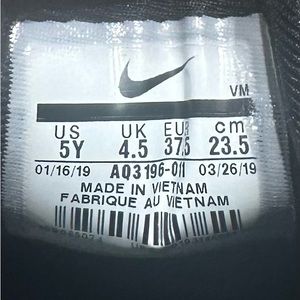 VM
US UK EUR cm
5Y 4.5 37.5 23.5
01/16/19 AQ3196-011 03/26/19
MADE IN VIETNAM
FABRIQUE AU VIETNAM